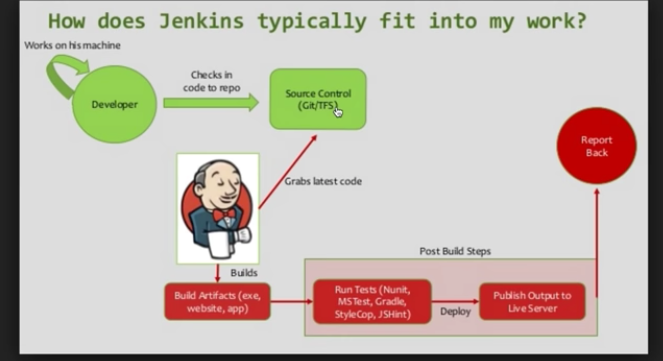 How does Jenkins typically fit into my work?
Works on his machine
Developer
Checks in
code to repo
Source Control
(Git/TFS)
Report
Back
Grabs latest code
Post Build Steps
Builds
Build Artifacts (exe,
website, app)
Run Tests (Nunit,
MSTest, Gradle,
StyleCop, JSHint)
Deploy
Publish Output to
Live Server